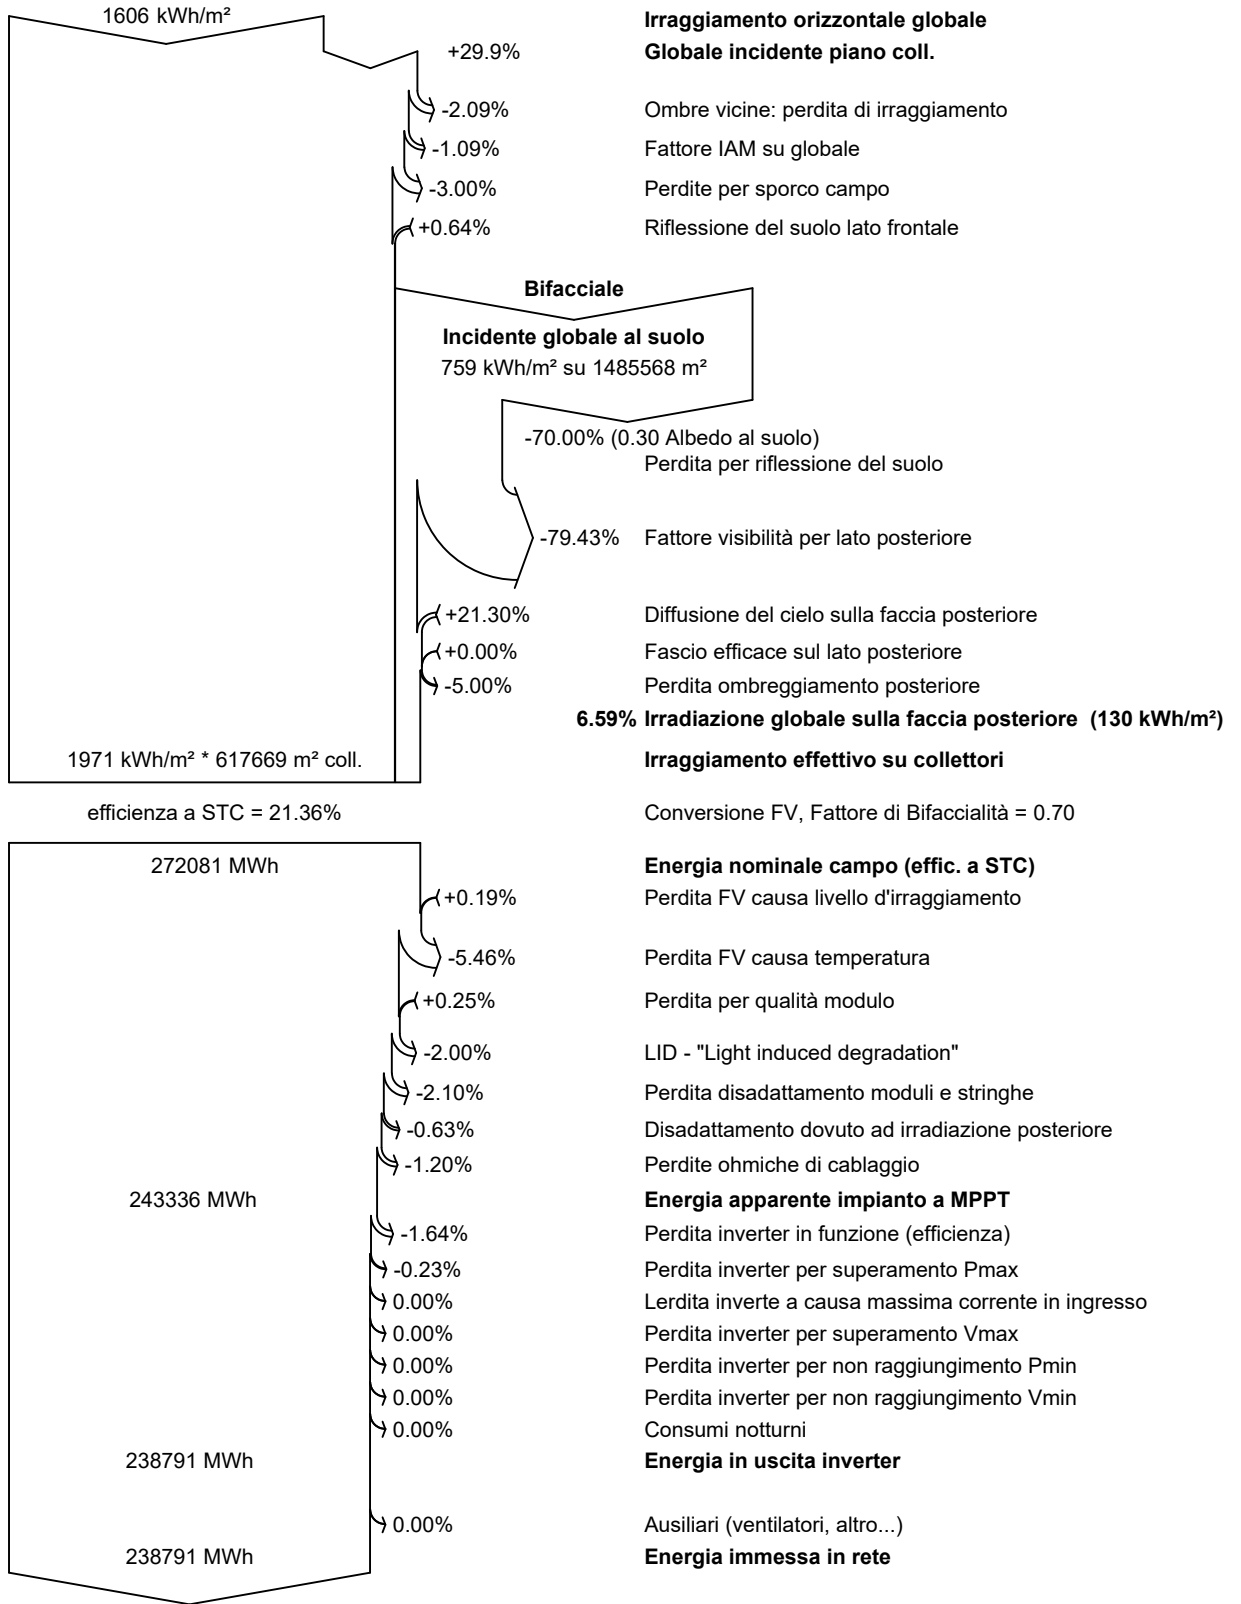 1606 kWh/m² Irraggiamento orizzontale globale
+29.9% Globale incidente piano coll.
-2.09% Ombre vicine: perdita di irraggiamento
-1.09% Fattore IAM su globale
-3.00% Perdite per sporco campo
+0.64% Riflessione del suolo lato frontale
Bifacciale
Incidente globale al suolo
759 kWh/m² su 1485568 m²
-70.00% (0.30 Albedo al suolo)
Perdita per riflessione del suolo
-79.43% Fattore visibilità per lato posteriore
+21.30% Diffusione del cielo sulla faccia posteriore
+0.00% Fascio efficace sul lato posteriore
-5.00% Perdita ombreggiamento posteriore
6.59% Irradiazione globale sulla faccia posteriore (130 kWh/m²)
1971 kWh/m² * 617669 m² coll. Irraggiamento effettivo su collettori
efficienza a STC = 21.36% Conversione FV, Fattore di Bifaccialità = 0.70
272081 MWh Energia nominale campo (effic. a STC)
+0.19% Perdita FV causa livello d'irraggiamento
-5.46% Perdita FV causa temperatura
+0.25% Perdita per qualità modulo
-2.00% LID - "Light induced degradation"
-2.10% Perdita disadattamento moduli e stringhe
-0.63% Disadattamento dovuto ad irradiazione posteriore
-1.20% Perdite ohmiche di cablaggio
243336 MWh Energia apparente impianto a MPPT
-1.64% Perdita inverter in funzione (efficienza)
-0.23% Perdita inverter per superamento Pmax
0.00% Lerdita inverte a causa massima corrente in ingresso
0.00% Perdita inverter per superamento Vmax
0.00% Perdita inverter per non raggiungimento Pmin
0.00% Perdita inverter per non raggiungimento Vmin
0.00% Consumi notturni
238791 MWh Energia in uscita inverter
0.00% Ausiliari (ventilatori, altro...)
238791 MWh Energia immessa in rete